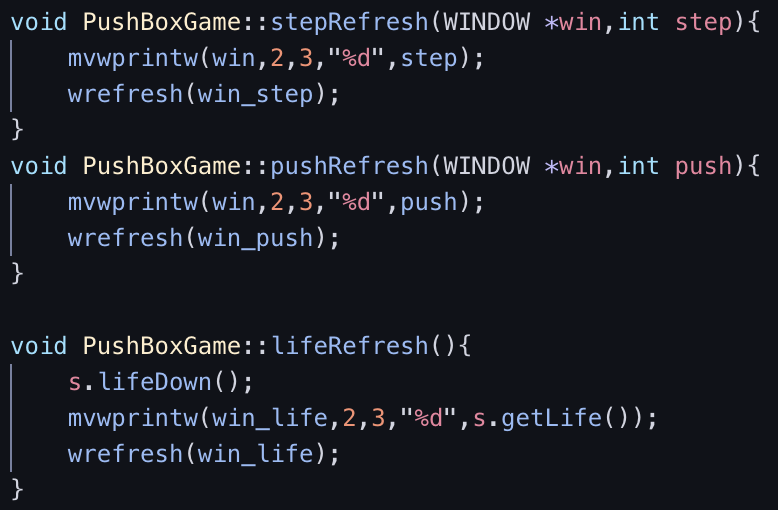 void PushBoxGame::stepRefresh(WINDOW *win,int step){
    mvwprintw(win,2,3,"%d",step);
    wrefresh(win_step);
}
void PushBoxGame::pushRefresh(WINDOW *win,int push){
    mvwprintw(win,2,3,"%d",push);
    wrefresh(win_push);
}

void PushBoxGame::lifeRefresh(){
    s.lifeDown();
    mvwprintw(win_life,2,3,"%d",s.getLife());
    wrefresh(win_life);
}